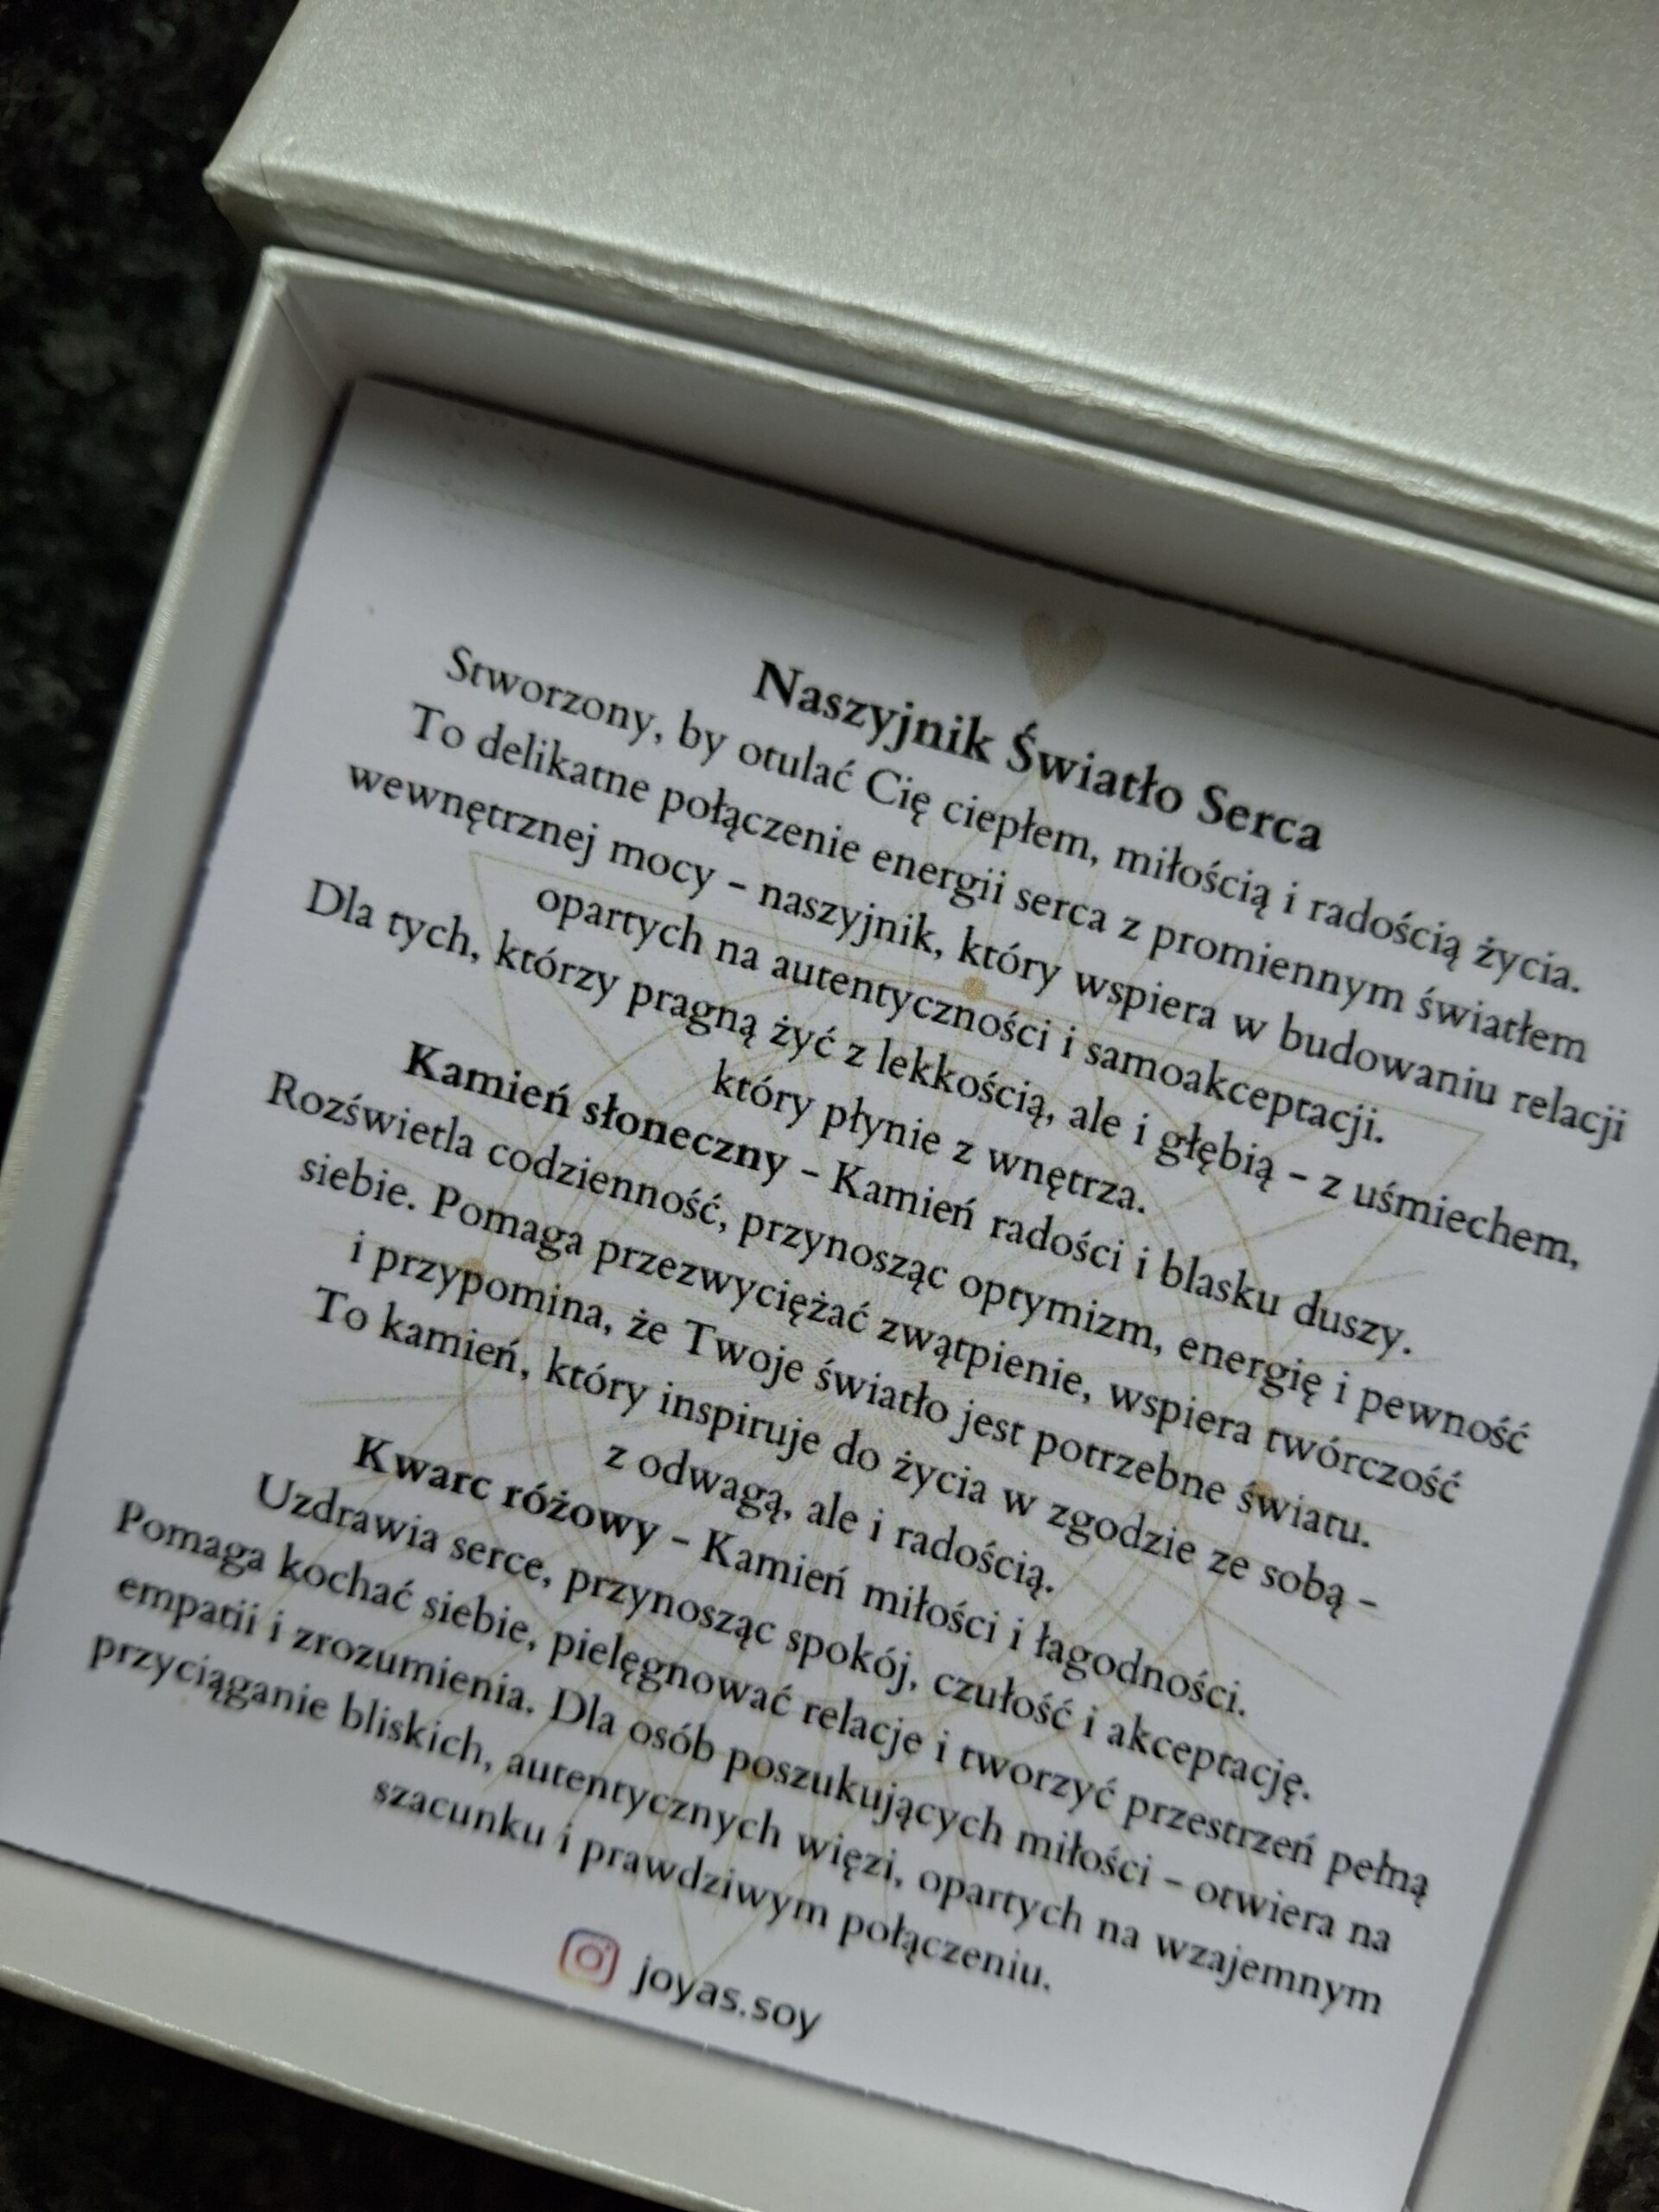 Naszyjnik Światło Serca
Stworzony, by otulać Cię ciepłem, miłością i radością życia.
To delikatne połączenie energii serca z promiennym światłem
wewnętrznej mocy – naszyjnik, który wspiera w budowaniu relacji
opartych na autentyczności i samoakceptacji.
Dla tych, którzy pragną żyć z lekkością, ale i głębią – z uśmiechem,
który płynie z wnętrza.
Kamień słoneczny – Kamień radości i blasku duszy.
Rozświetla codzienność, przynosząc optymizm, energię i pewność
siebie. Pomaga przezwyciężać zwątpienie, wspiera twórczość
i przypomina, że Twoje światło jest potrzebne światu.
To kamień, który inspiruje do życia w zgodzie ze sobą –
z odwagą, ale i radością.
Kwarc różowy – Kamień miłości i łagodności.
Uzdrawia serce, przynosząc spokój, czułość i akceptację.
Pomaga kochać siebie, pielęgnować relacje i tworzyć przestrzeń pełną
empatii i zrozumienia. Dla osób poszukujących miłości – otwiera na
przyciąganie bliskich, autentycznych więzi, opartych na wzajemnym
szacunku i prawdziwym połączeniu.
joyas.soy